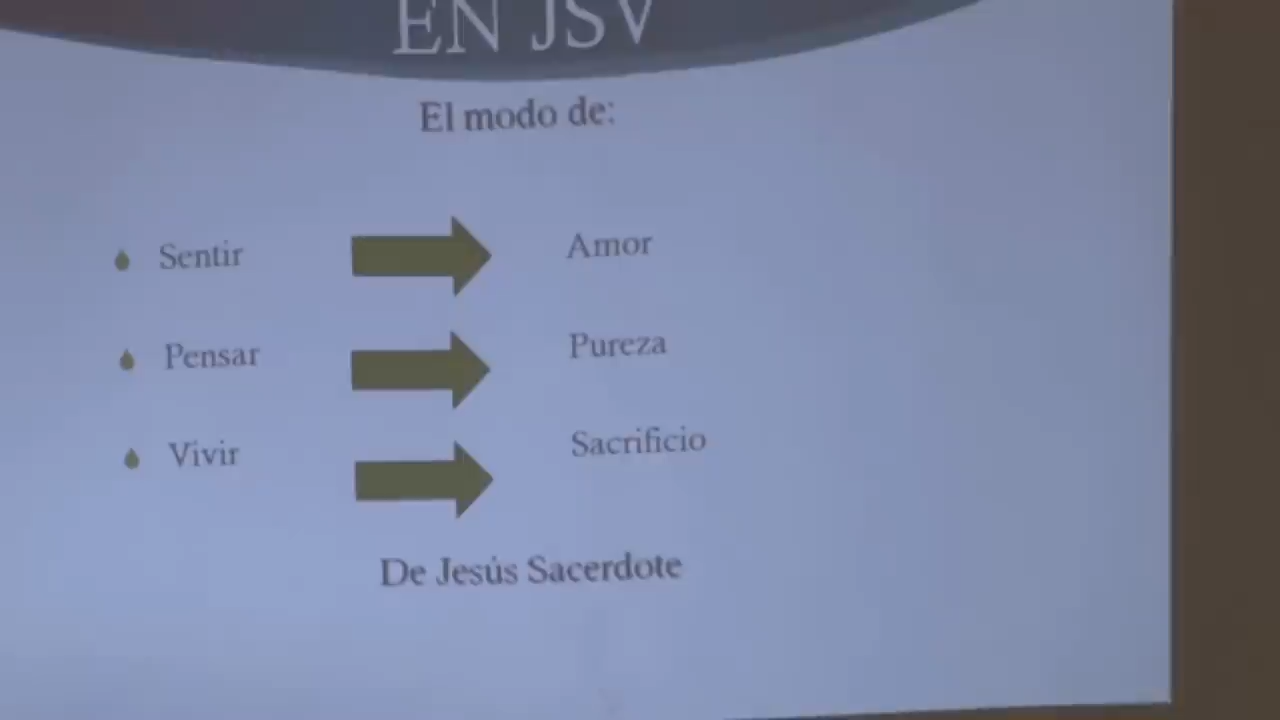 EN JSV
El modo de:
Sentir Amor
Pensar Pureza
Vivir Sacrificio
De Jesús Sacerdote